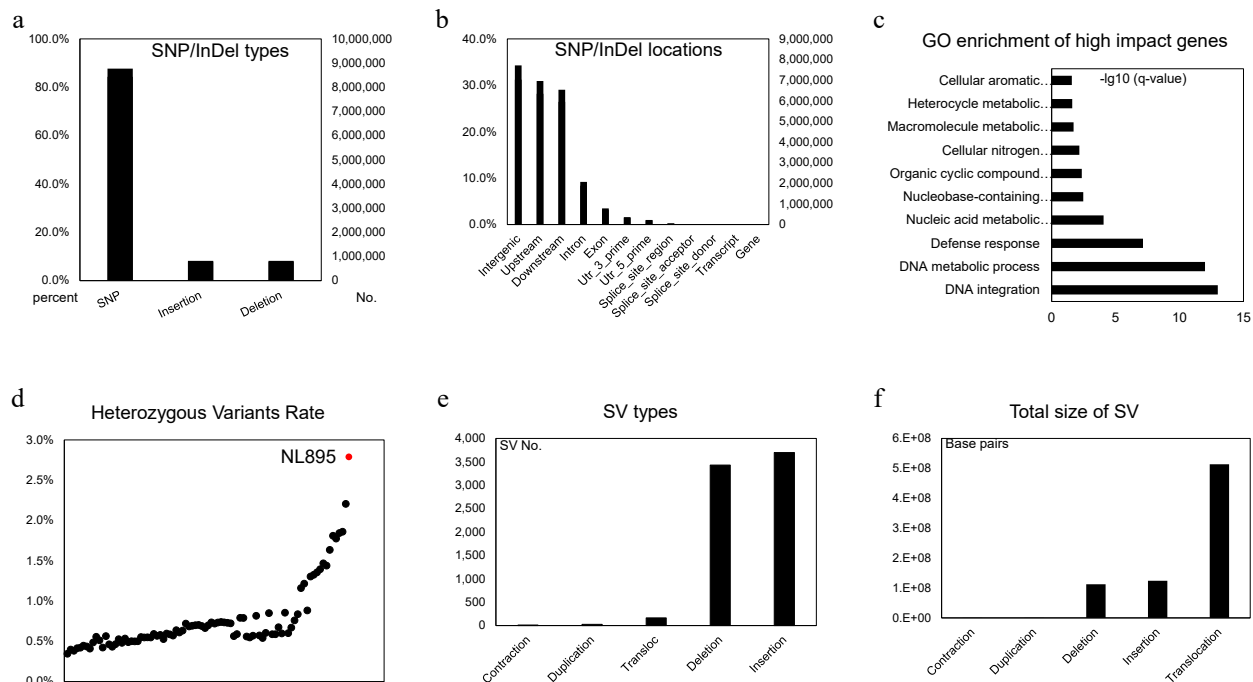 a
SNP/InDel types
100.0%
80.0%
60.0%
40.0%
20.0%
0.0%
10,000,000
9,000,000
8,000,000
7,000,000
6,000,000
5,000,000
4,000,000
3,000,000
2,000,000
1,000,000
0
percent
No.
SNP
Insertion
Deletion
b
SNP/InDel locations
40.0%
30.0%
20.0%
10.0%
0.0%
9,000,000
8,000,000
7,000,000
6,000,000
5,000,000
4,000,000
3,000,000
2,000,000
1,000,000
0
Intergenic
Upstream
Downstream
Intron
Exon
Utr_3_prime
Utr_5_prime
Splice_site_region
Splice_site_acceptor
Splice_site_donor
Transcript
Gene
c
GO enrichment of high impact genes
-lg10 (q-value)
Cellular aromatic…
Heterocycle metabolic…
Macromolecule metabolic…
Cellular nitrogen…
Organic cyclic compound…
Nucleobase-containing…
Nucleic acid metabolic…
Defense response
DNA metabolic process
DNA integration
0 5 10 15
d
Heterozygous Variants Rate
3.0%
2.5%
2.0%
1.5%
1.0%
0.5%
0.0%
NL895
e
SV types
SV No.
4,000
3,500
3,000
2,500
2,000
1,500
1,000
500
0
Contraction
Duplication
Transloc
Deletion
Insertion
f
Total size of SV
Base pairs
6.E+08
5.E+08
4.E+08
3.E+08
2.E+08
1.E+08
0.E+00
Contraction
Duplication
Deletion
Insertion
Translocation